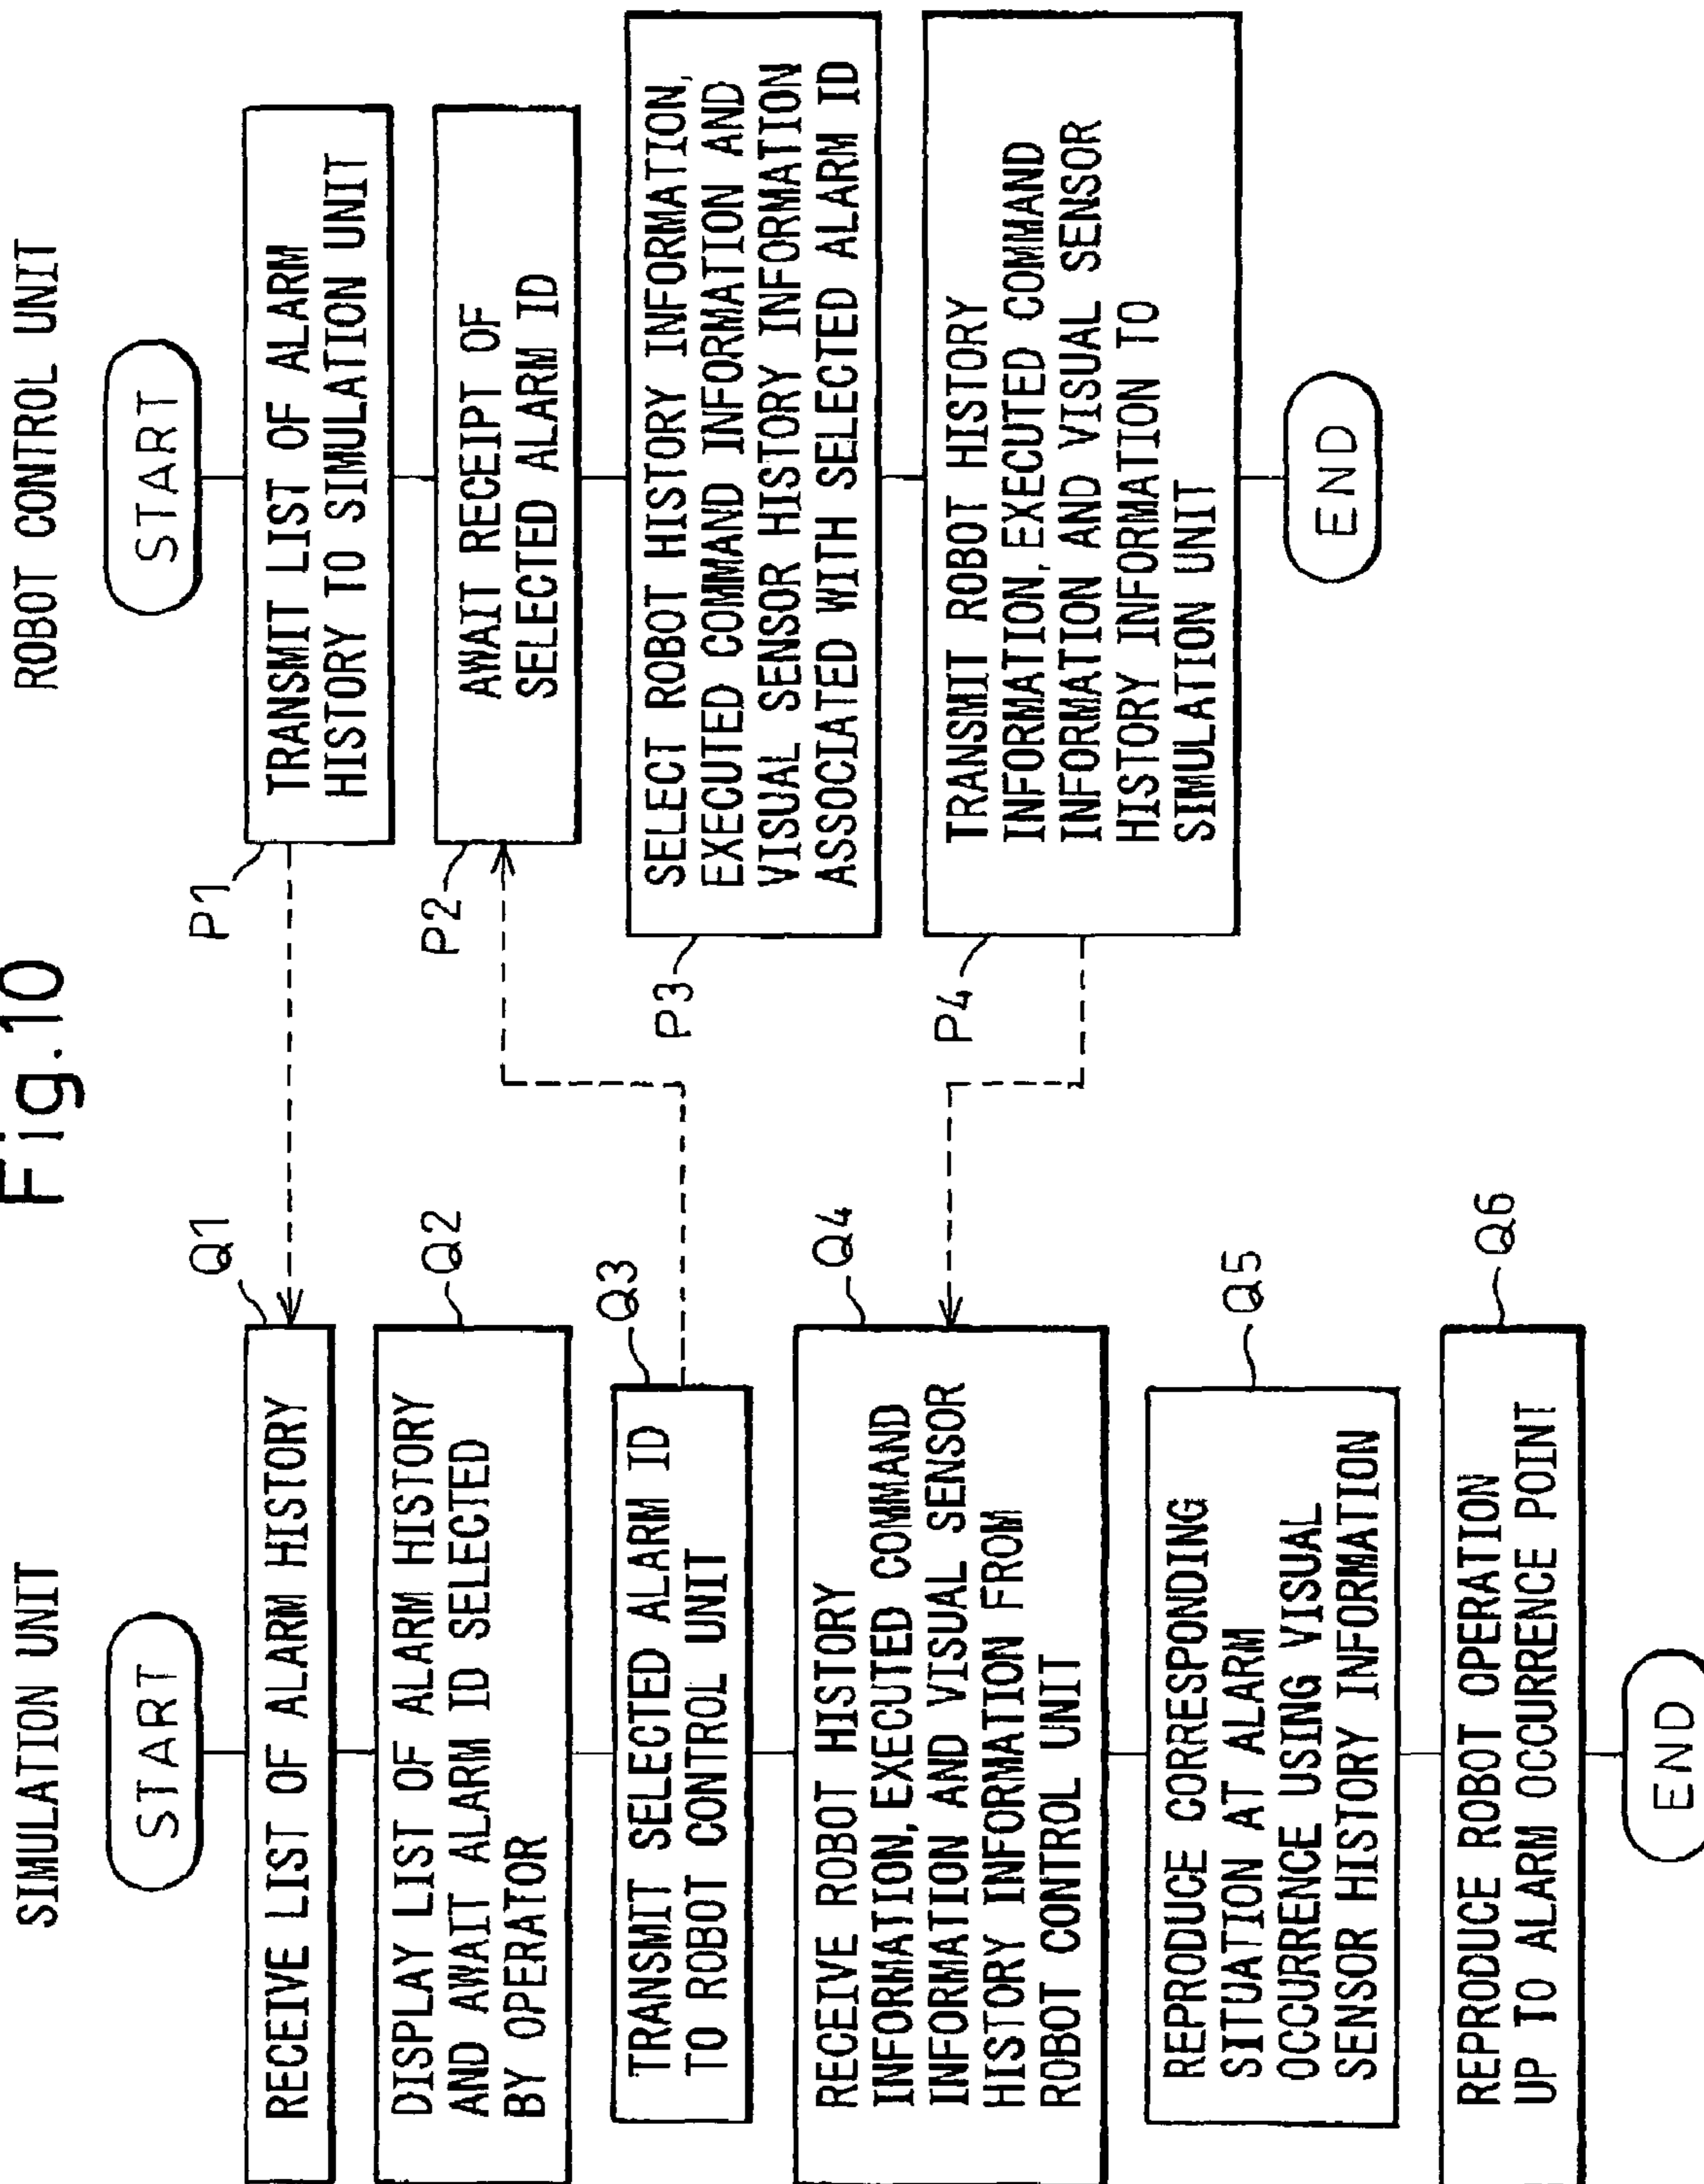 Fig.10
SIMULATION UNIT
START
Q1
RECEIVE LIST OF ALARM HISTORY
Q2
DISPLAY LIST OF ALARM HISTORY
AND AWAIT ALARM ID SELECTED
BY OPERATOR
Q3
TRANSMIT SELECTED ALARM ID
TO ROBOT CONTROL UNIT
Q4
RECEIVE ROBOT HISTORY
INFORMATION, EXECUTED COMMAND
INFORMATION AND VISUAL SENSOR
HISTORY INFORMATION FROM
ROBOT CONTROL UNIT
Q5
REPRODUCE CORRESPONDING
SITUATION AT ALARM
OCCURRENCE USING VISUAL
SENSOR HISTORY INFORMATION
Q6
REPRODUCE ROBOT OPERATION
UP TO ALARM OCCURRENCE POINT
END
ROBOT CONTROL UNIT
START
P1
TRANSMIT LIST OF ALARM
HISTORY TO SIMULATION UNIT
P2
AWAIT RECEIPT OF
SELECTED ALARM ID
P3
SELECT ROBOT HISTORY INFORMATION,
EXECUTED COMMAND INFORMATION AND
VISUAL SENSOR HISTORY INFORMATION
ASSOCIATED WITH SELECTED ALARM ID
P4
TRANSMIT ROBOT HISTORY
INFORMATION, EXECUTED COMMAND
INFORMATION AND VISUAL SENSOR
HISTORY INFORMATION TO
SIMULATION UNIT
END